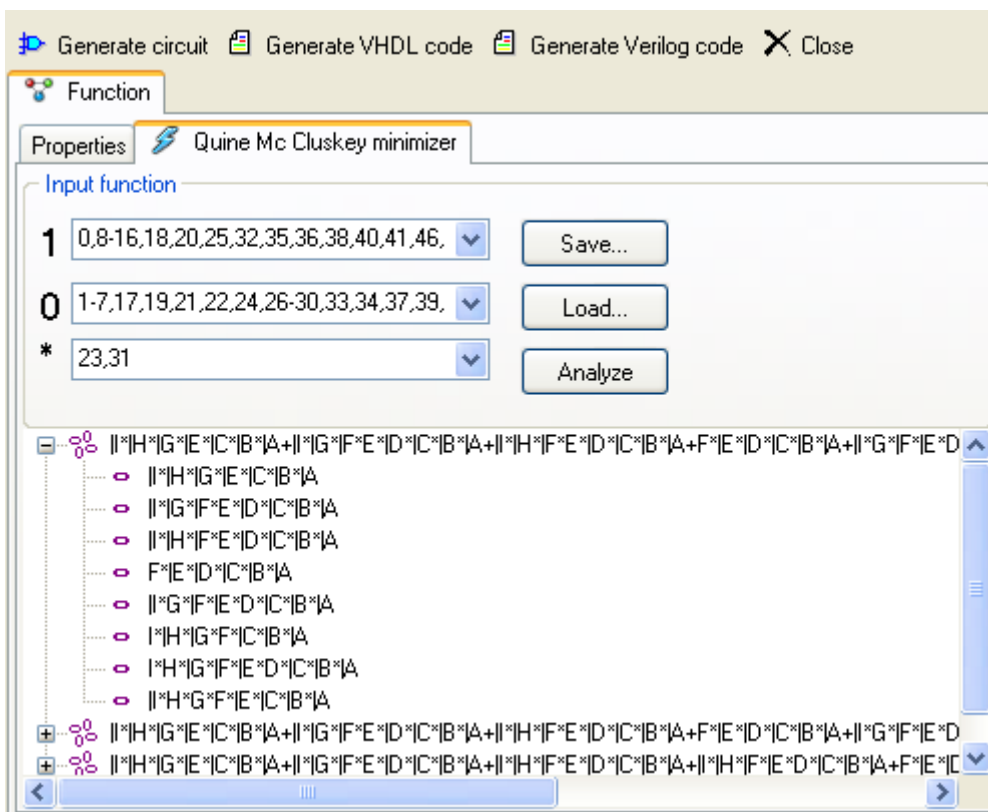 Generate circuit Generate VHDL code Generate Verilog code Close
Function
Properties Quine Mc Cluskey minimizer
Input function
1 0,8-16,18,20,25,32,35,36,38,40,41,46, Save...
0 1-7,17,19,21,22,24,26-30,33,34,37,39, Load...
* 23,31 Analyze
|I*|H*|G*|E*|C*|B*|A+|I*|G*|F*E*|D*|C*|B*|A+|I*|H*|F*E*|D*|C*|B*|A+F*|E*|D*|C*|B*|A+|I*G*|F*|E*D
|I*|H*|G*|E*|C*|B*|A
|I*|G*|F*E*|D*|C*|B*|A
|I*|H*|F*E*|D*|C*|B*|A
F*|E*|D*|C*|B*|A
|I*G*|F*|E*D*|C*|B*|A
I*|H*|G*F*|C*|B*|A
I*H*|G*|F*|E*D*|C*|B*|A
|I*H*G*F*|E*|C*|B*|A
|I*|H*|G*|E*|C*|B*|A+|I*|G*|F*E*|D*|C*|B*|A+|I*|H*|F*E*|D*|C*|B*|A+F*|E*|D*|C*|B*|A+|I*G*|F*|E*D
|I*|H*|G*|E*|C*|B*|A+|I*|G*|F*E*|D*|C*|B*|A+|I*|H*|F*E*|D*|C*|B*|A+|I*|H*|F*|E*D*|C*|B*|A+F*|E*|D